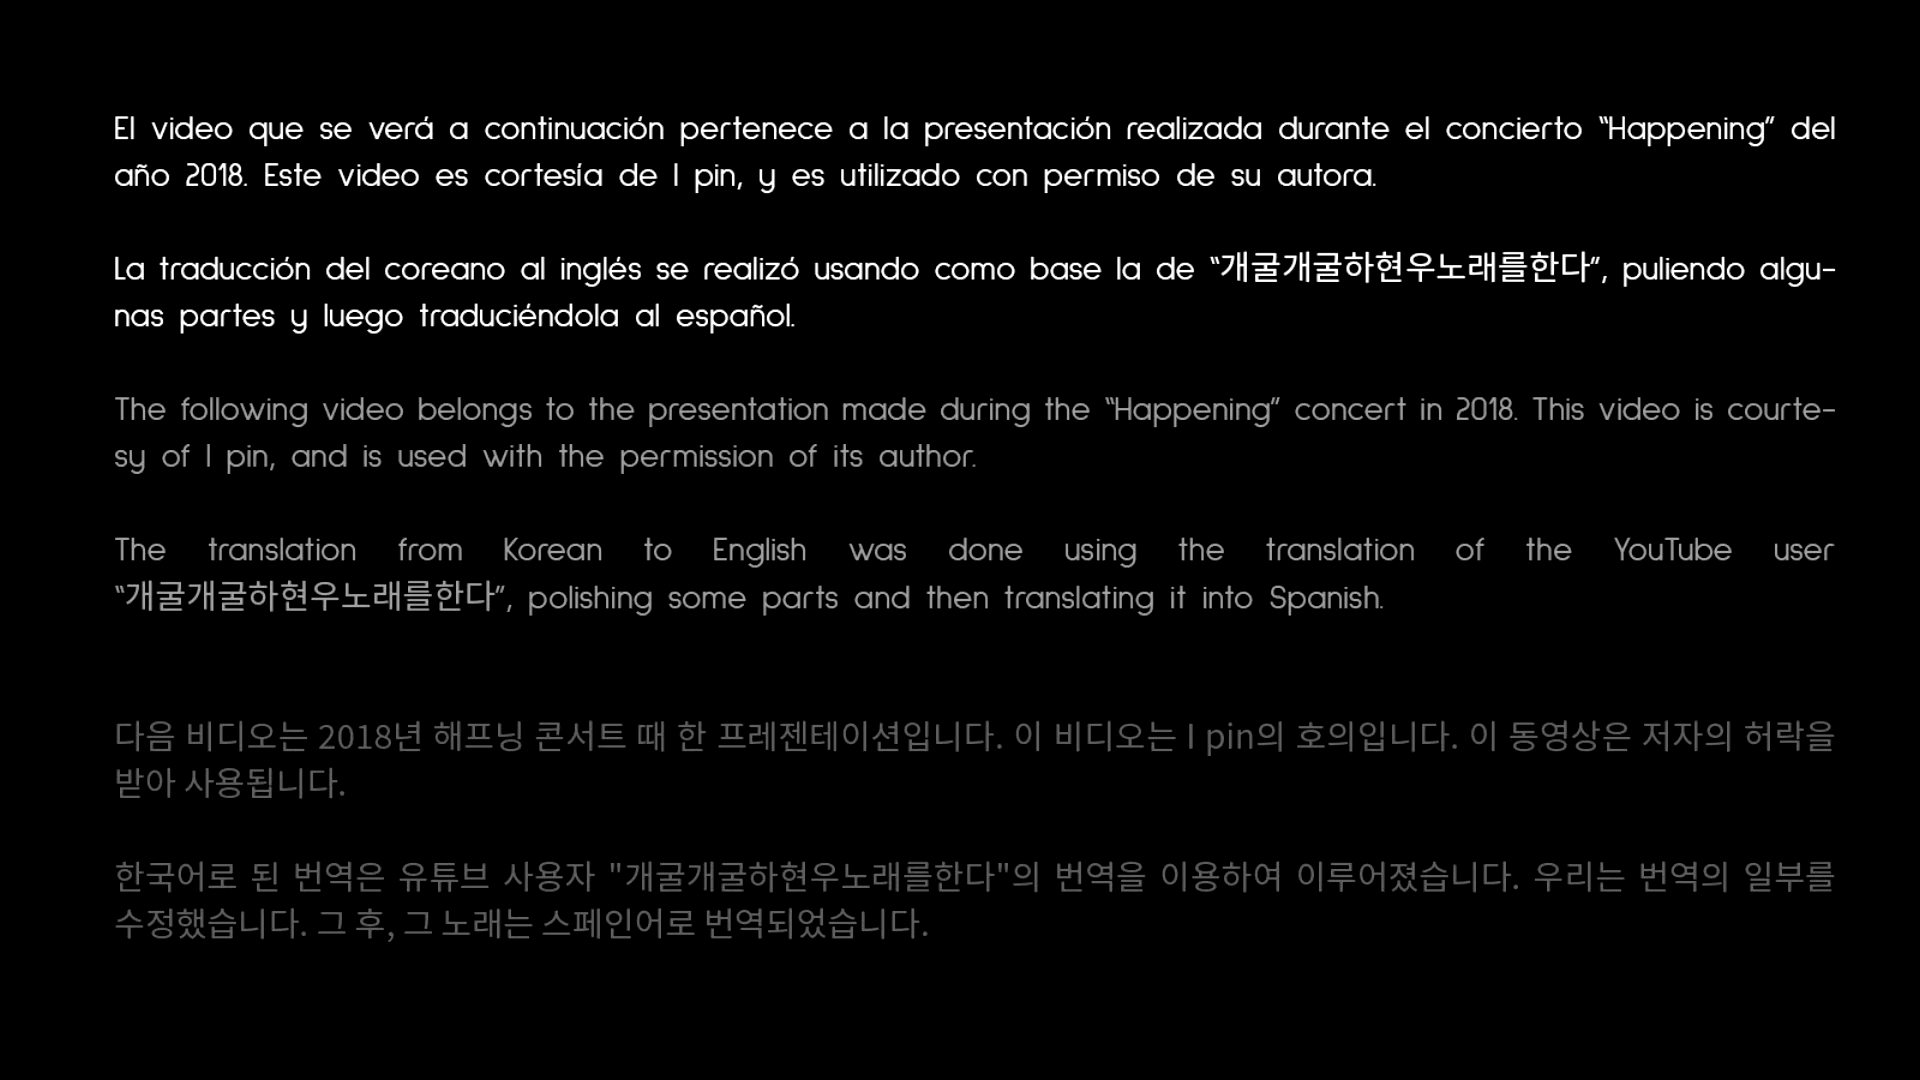 El video que se verá a continuación pertenece a la presentación realizada durante el concierto “Happening” del
año 2018. Este video es cortesía de I pin, y es utilizado con permiso de su autora.
La traducción del coreano al inglés se realizó usando como base la de “개굴개굴하현우노래를한다”, puliendo algu-
nas partes y luego traduciéndola al español.
The following video belongs to the presentation made during the “Happening” concert in 2018. This video is courte-
sy of I pin, and is used with the permission of its author.
The translation from Korean to English was done using the translation of the YouTube user
“개굴개굴하현우노래를한다”, polishing some parts and then translating it into Spanish.
다음 비디오는 2018년 해프닝 콘서트 때 한 프레젠테이션입니다. 이 비디오는 I pin의 호의입니다. 이 동영상은 저자의 허락을
받아 사용됩니다.
한국어로 된 번역은 유튜브 사용자 "개굴개굴하현우노래를한다"의 번역을 이용하여 이루어졌습니다. 우리는 번역의 일부를
수정했습니다. 그 후, 그 노래는 스페인어로 번역되었습니다.